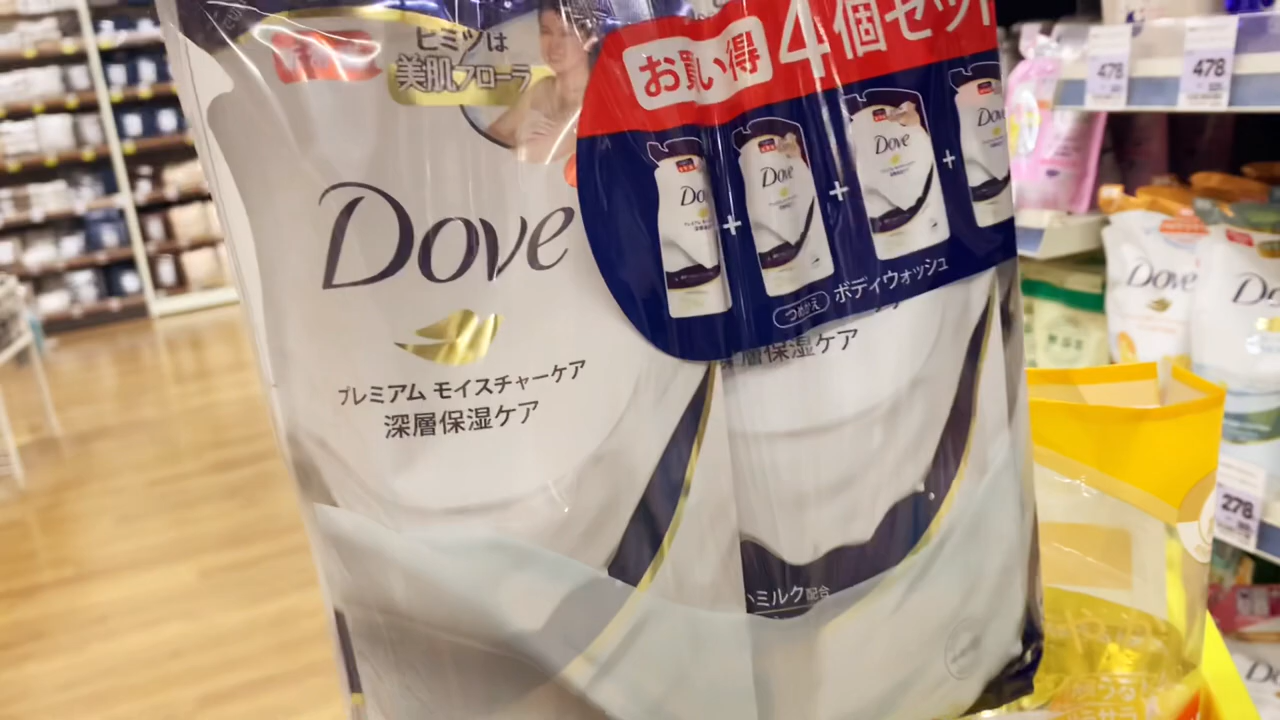 ヒミツは
美肌フローラ
お買い得
4個セット
Dove
Dove
Dove
Dove
つめかえ ボディウォッシュ
Dove
プレミアム モイスチャーケア
深層保湿ケア
層保湿ケア
ミルク配合
478
478
Dove
278